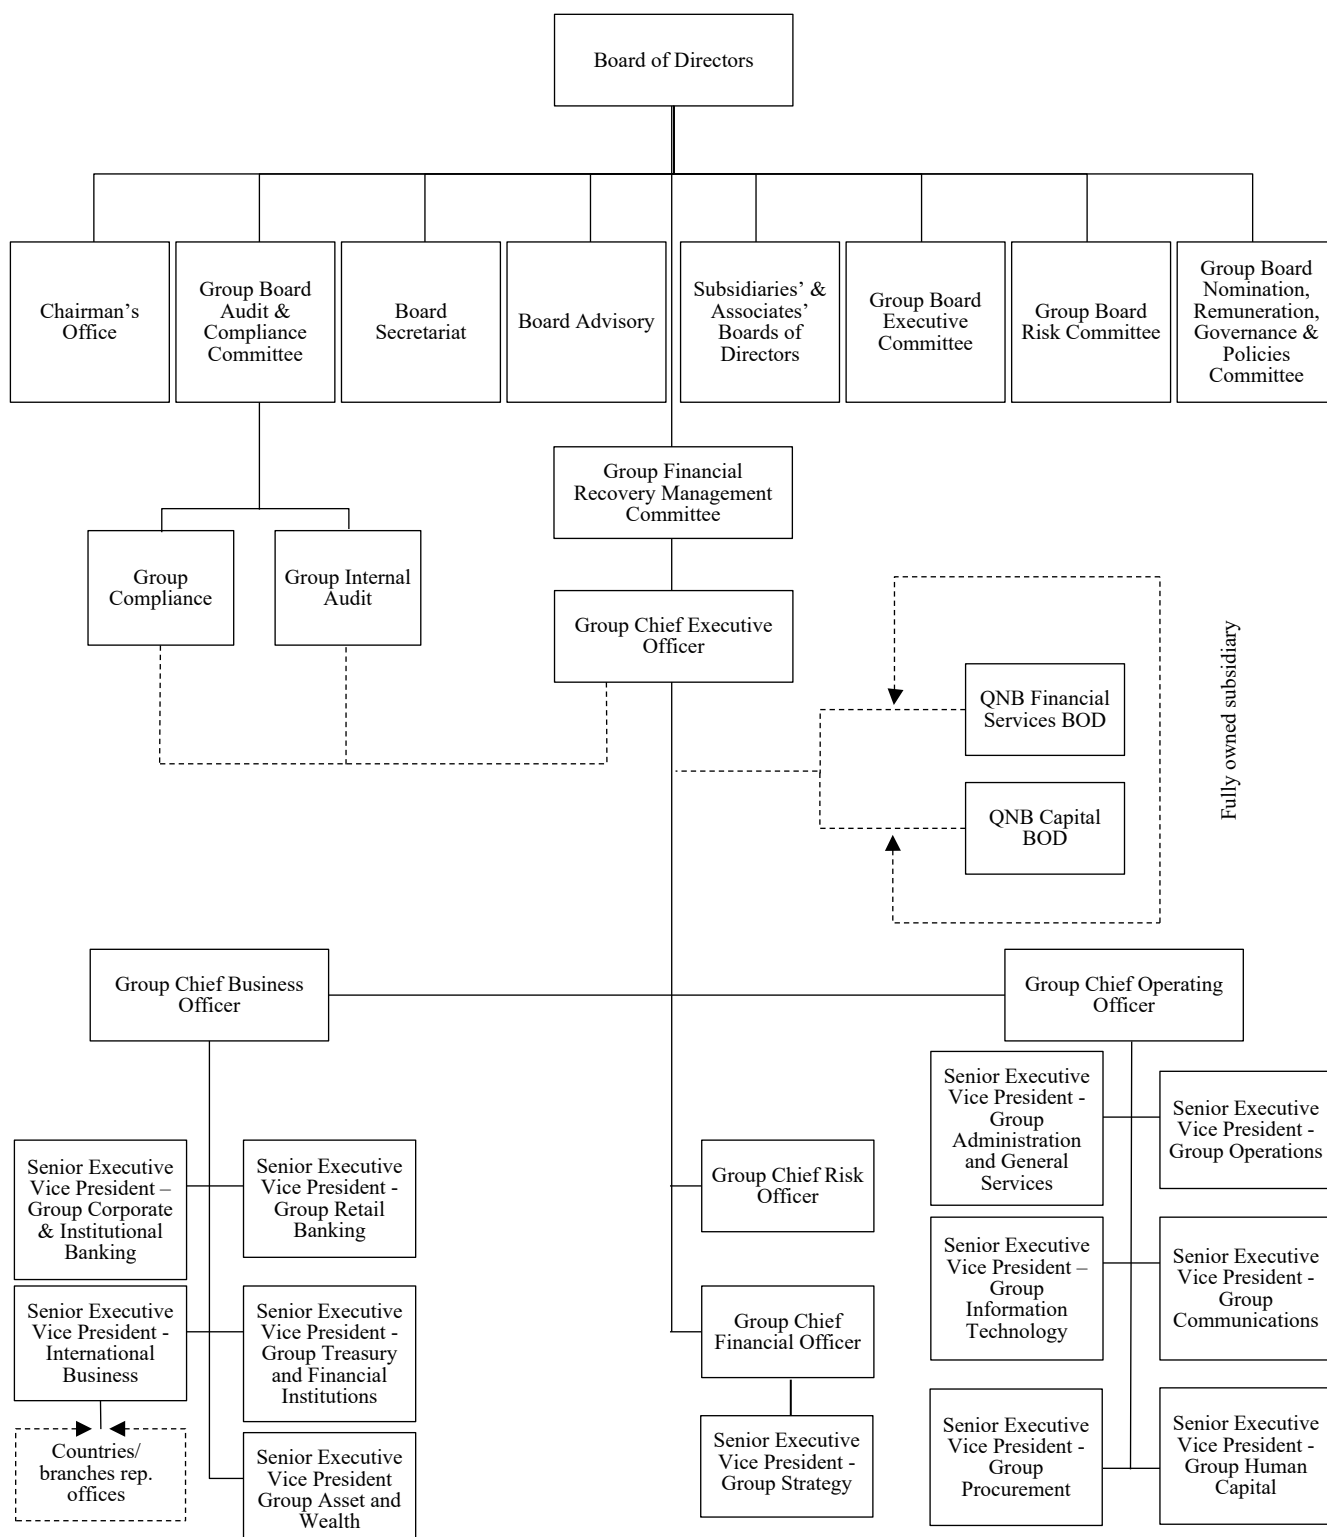 Board of Directors
Chairman’s
Office
Group Board
Audit &
Compliance
Committee
Board
Secretariat
Board Advisory
Subsidiaries’ &
Associates’
Boards of
Directors
Group Board
Executive
Committee
Group Board
Risk Committee
Group Board
Nomination,
Remuneration,
Governance &
Policies
Committee
Group Financial
Recovery Management
Committee
Group
Compliance
Group Internal
Audit
Group Chief Executive
Officer
QNB Financial
Services BOD
QNB Capital
BOD
Fully owned subsidiary
Group Chief Business
Officer
Group Chief Operating
Officer
Senior Executive
Vice President –
Group Corporate
& Institutional
Banking
Senior Executive
Vice President -
Group Retail
Banking
Senior Executive
Vice President -
International
Business
Senior Executive
Vice President -
Group Treasury
and Financial
Institutions
Countries/
branches rep.
offices
Senior Executive
Vice President
Group Asset and
Wealth
Group Chief Risk
Officer
Group Chief
Financial Officer
Senior Executive
Vice President -
Group Strategy
Senior Executive
Vice President -
Group
Administration
and General
Services
Senior Executive
Vice President -
Group Operations
Senior Executive
Vice President –
Group
Information
Technology
Senior Executive
Vice President -
Group
Communications
Senior Executive
Vice President -
Group
Procurement
Senior Executive
Vice President -
Group Human
Capital